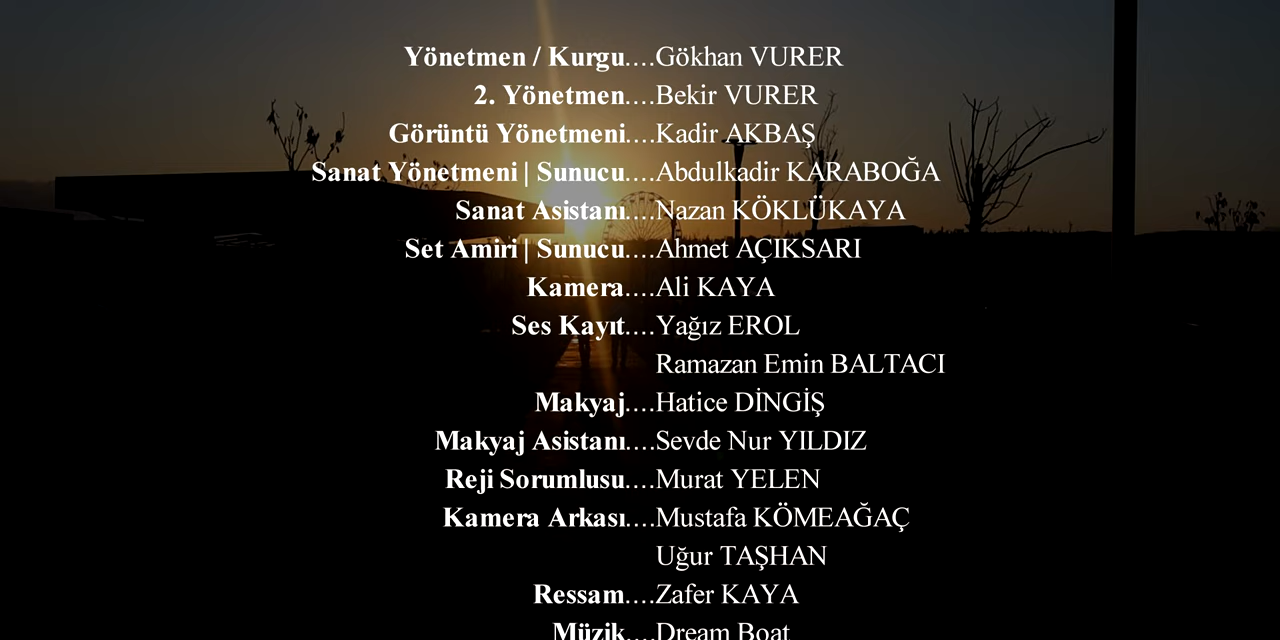 Yönetmen / Kurgu....Gökhan VURER
2. Yönetmen....Bekir VURER
Görüntü Yönetmeni....Kadir AKBAŞ
Sanat Yönetmeni | Sunucu....Abdulkadir KARABOĞA
Sanat Asistanı....Nazan KÖKLÜKAYA
Set Amiri | Sunucu....Ahmet AÇIKSARI
Kamera....Ali KAYA
Ses Kayıt....Yağız EROL
Ramazan Emin BALTACI
Makyaj....Hatice DİNGİŞ
Makyaj Asistanı....Sevde Nur YILDIZ
Reji Sorumlusu....Murat YELEN
Kamera Arkası....Mustafa KÖMEAĞAÇ
Uğur TAŞHAN
Ressam....Zafer KAYA
Müzik....Dream Boat